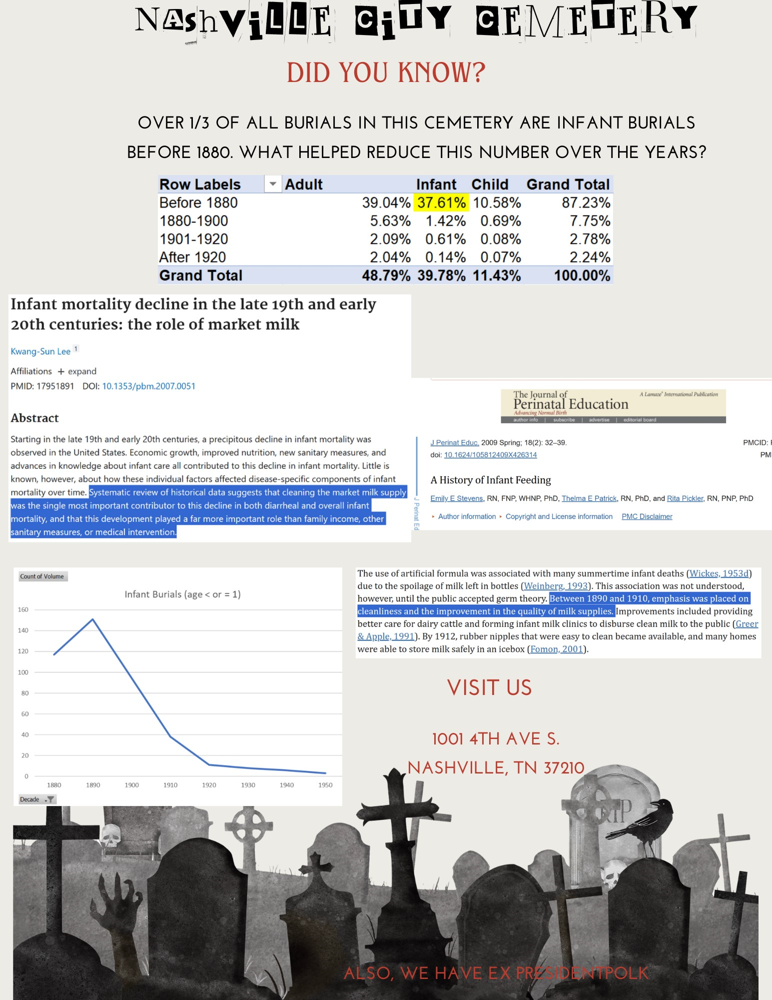 NAshViLLE CiTY CEMETERY
DID YOU KNOW?
OVER 1/3 OF ALL BURIALS IN THIS CEMETERY ARE INFANT BURIALS
BEFORE 1880. WHAT HELPED REDUCE THIS NUMBER OVER THE YEARS?
Row Labels Adult Infant Child Grand Total
Before 1880 39.04% 37.61% 10.58% 87.23%
1880-1900 5.63% 1.42% 0.69% 7.75%
1901-1920 2.09% 0.61% 0.08% 2.78%
After 1920 2.04% 0.14% 0.07% 2.24%
Grand Total 48.79% 39.78% 11.43% 100.00%
Infant mortality decline in the late 19th and early
20th centuries: the role of market milk
Kwang-Sun Lee 1
Affiliations + expand
PMID: 17951891 DOI: 10.1353/pbm.2007.0051
Abstract
Starting in the late 19th and early 20th centuries, a precipitous decline in infant mortality was
observed in the United States. Economic growth, improved nutrition, new sanitary measures, and
advances in knowledge about infant care all contributed to this decline in infant mortality. Little is
known, however, about how these individual factors affected disease-specific components of infant
mortality over time. Systematic review of historical data suggests that cleaning the market milk supply
was the single most important contributor to this decline in both diarrheal and overall infant
mortality, and that this development played a far more important role than family income, other
sanitary measures, or medical intervention.
The Journal of
Perinatal Education
Advancing Normal Birth
A Lamaze® International Publication
author info | subscribe | advertise | editorial board
J Perinat Educ. 2009 Spring; 18(2): 32–39.
PMCID: 
doi: 10.1624/105812409X426314
PMI
A History of Infant Feeding
Emily E Stevens, RN, FNP, WHNP, PhD, Thelma E Patrick, RN, PhD, and Rita Pickler, RN, PNP, PhD
▸ Author information ▸ Copyright and License information PMC Disclaimer
J Perinat Ed
Count of Volume
Infant Burials (age < or = 1)
160
140
120
100
80
60
40
20
0
1880 1890 1900 1910 1920 1930 1940 1950
Decade
The use of artificial formula was associated with many summertime infant deaths (Wickes, 1953d)
due to the spoilage of milk left in bottles (Weinberg, 1993). This association was not understood,
however, until the public accepted germ theory. Between 1890 and 1910, emphasis was placed on
cleanliness and the improvement in the quality of milk supplies. Improvements included providing
better care for dairy cattle and forming infant milk clinics to disburse clean milk to the public (Greer
& Apple, 1991). By 1912, rubber nipples that were easy to clean became available, and many homes
were able to store milk safely in an icebox (Fomon, 2001).
VISIT US
1001 4TH AVE S.
NASHVILLE, TN 37210
RIP
ALSO, WE HAVE EX PRESIDENTPOLK